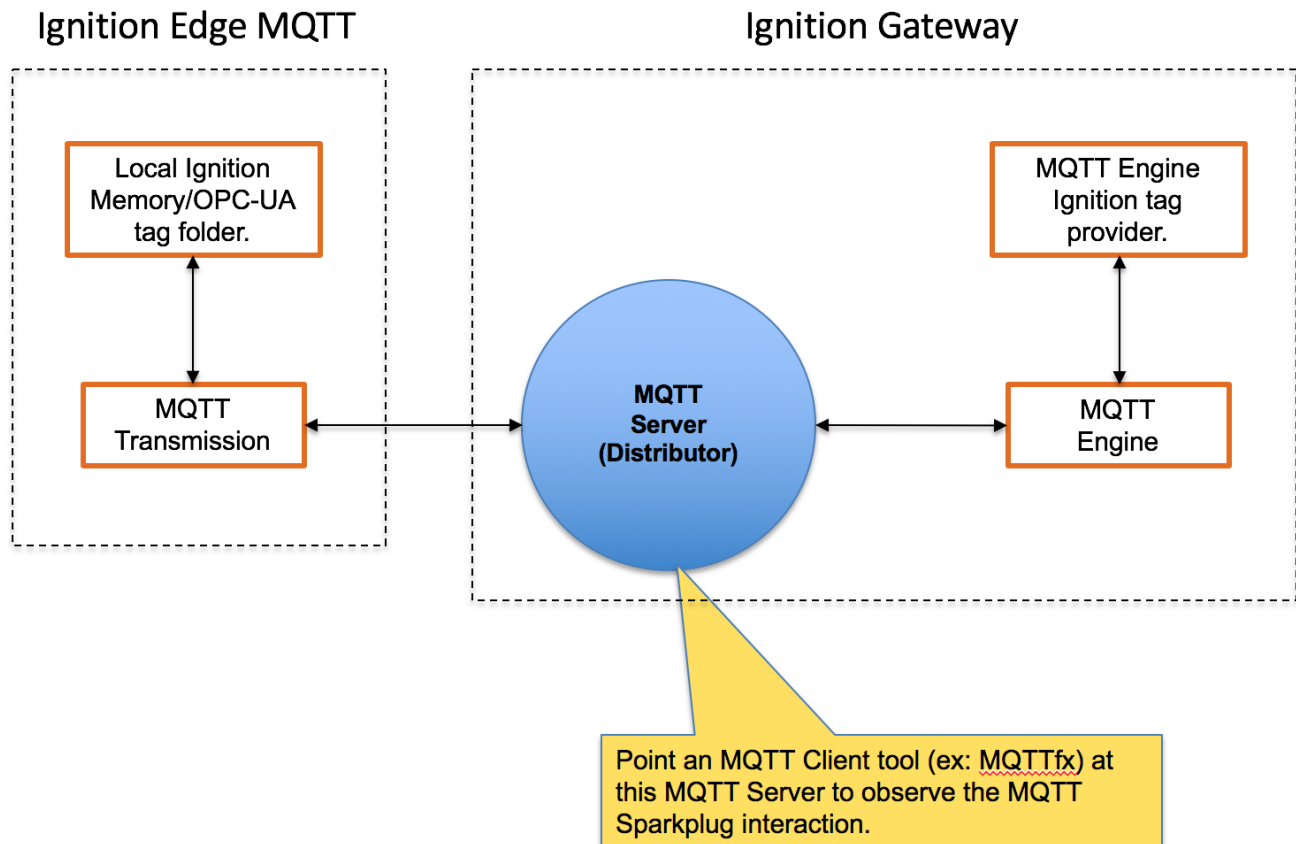 Ignition Edge MQTT
Ignition Gateway
Local Ignition
Memory/OPC-UA
tag folder.
MQTT Engine
Ignition tag
provider.
MQTT
Transmission
MQTT
Server
(Distributor)
MQTT
Engine
Point an MQTT Client tool (ex: MQTTfx) at
this MQTT Server to observe the MQTT
Sparkplug interaction.